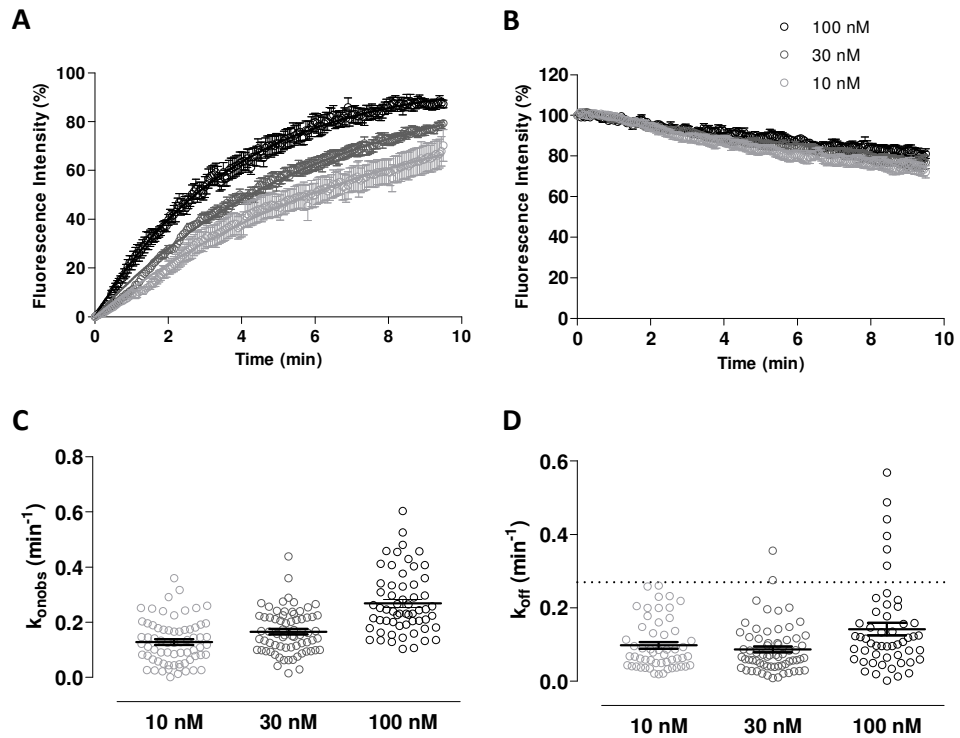 A
Fluorescence Intensity (%)
100
80
60
40
20
0
0 2 4 6 8 10
Time (min)
B
100 nM
30 nM
10 nM
Fluorescence Intensity (%)
120
100
80
60
40
20
0
0 2 4 6 8 10
Time (min)
C
k_onobs (min⁻¹)
0.8
0.6
0.4
0.2
0.0
10 nM 30 nM 100 nM
D
k_off (min⁻¹)
0.6
0.4
0.2
0.0
10 nM 30 nM 100 nM